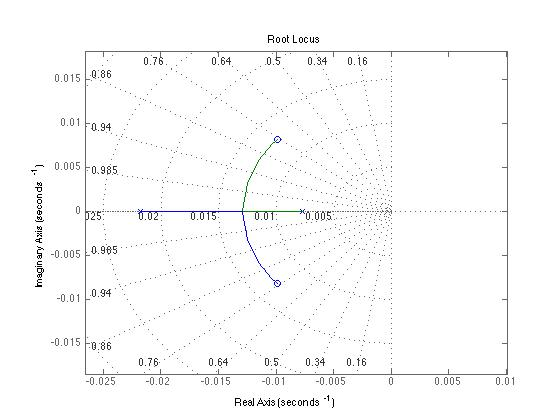 Root Locus
0.76 0.64 0.5 0.34 0.16
0.015
0.86
0.01
0.94
0.005
0.985
0
025 0.02 0.015 0.01 0.005
-0.005
0.985
-0.01
0.94
-0.015
0.86
0.76 0.64 0.5 0.34 0.16
-0.025 -0.02 -0.015 -0.01 -0.005 0 0.005 0.01
Real Axis (seconds -1)
Imaginary Axis (seconds -1)